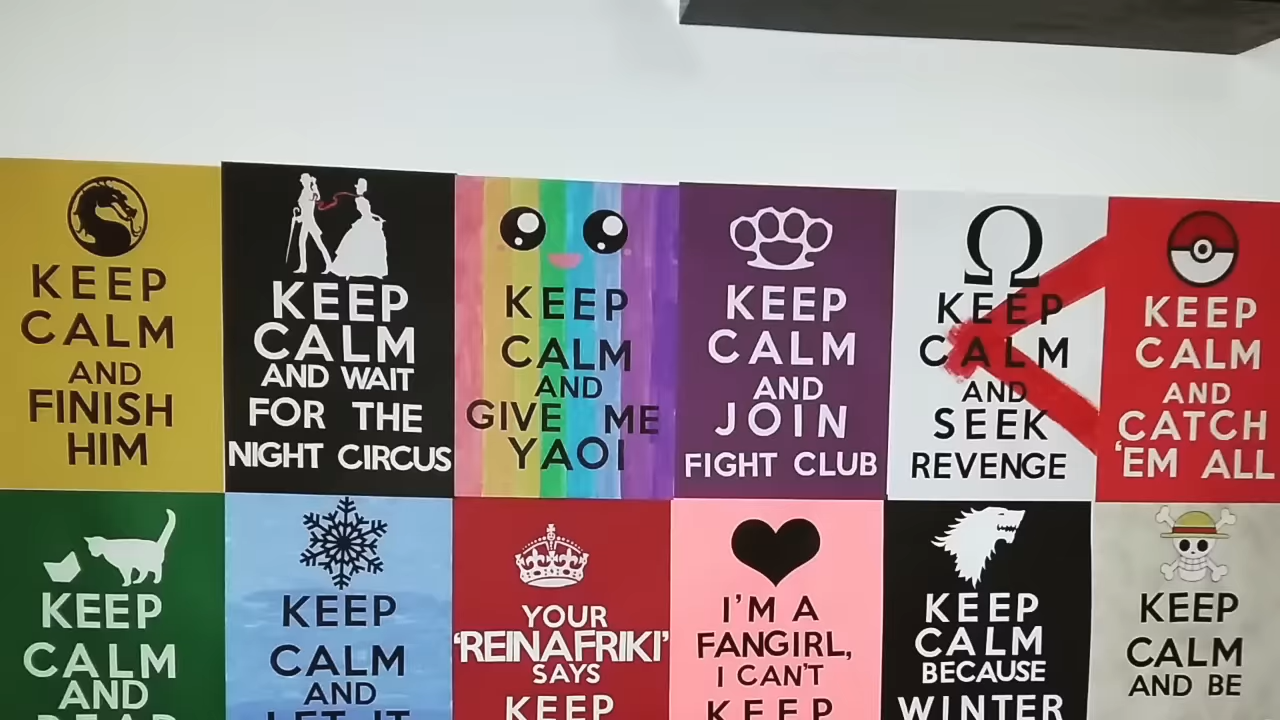 KEEP
CALM
AND
FINISH
HIM
KEEP
CALM
AND WAIT
FOR THE
NIGHT CIRCUS
KEEP
CALM
AND
GIVE ME
YAOI
KEEP
CALM
AND
JOIN
FIGHT CLUB
Ω
KEEP
CALM
AND
SEEK
REVENGE
KEEP
CALM
AND
CATCH
'EM ALL
KEEP
CALM
AND
KEEP
CALM
AND
LET IT
YOUR
'REINAFRIKI'
SAYS
KEEP
I'M A
FANGIRL,
I CAN'T
KEEP
KEEP
CALM
BECAUSE
WINTER
KEEP
CALM
AND BE